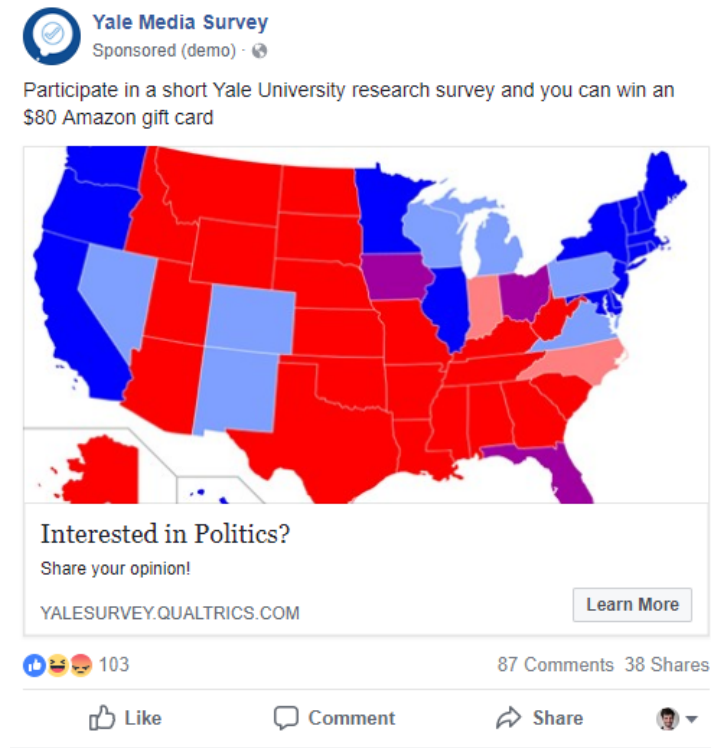 Yale Media Survey
Sponsored (demo) ·
Participate in a short Yale University research survey and you can win an
$80 Amazon gift card
Interested in Politics?
Share your opinion!
YALESURVEY.QUALTRICS.COM
Learn More
103
87 Comments 38 Shares
Like
Comment
Share